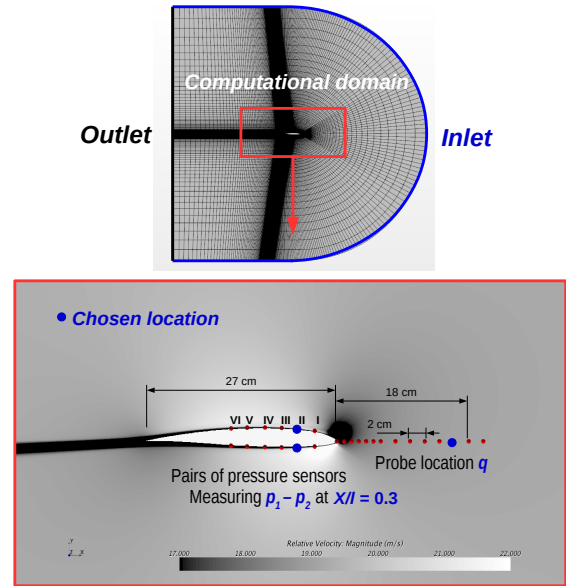 Computational domain
Outlet
Inlet
Chosen location
27 cm
18 cm
VI V IV III II I
2 cm
Pairs of pressure sensors
Probe location q
Measuring p₁ – p₂ at X/l = 0.3
Y
Z X
Relative Velocity: Magnitude (m/s)
17.000 18.000 19.000 20.000 21.000 22.000